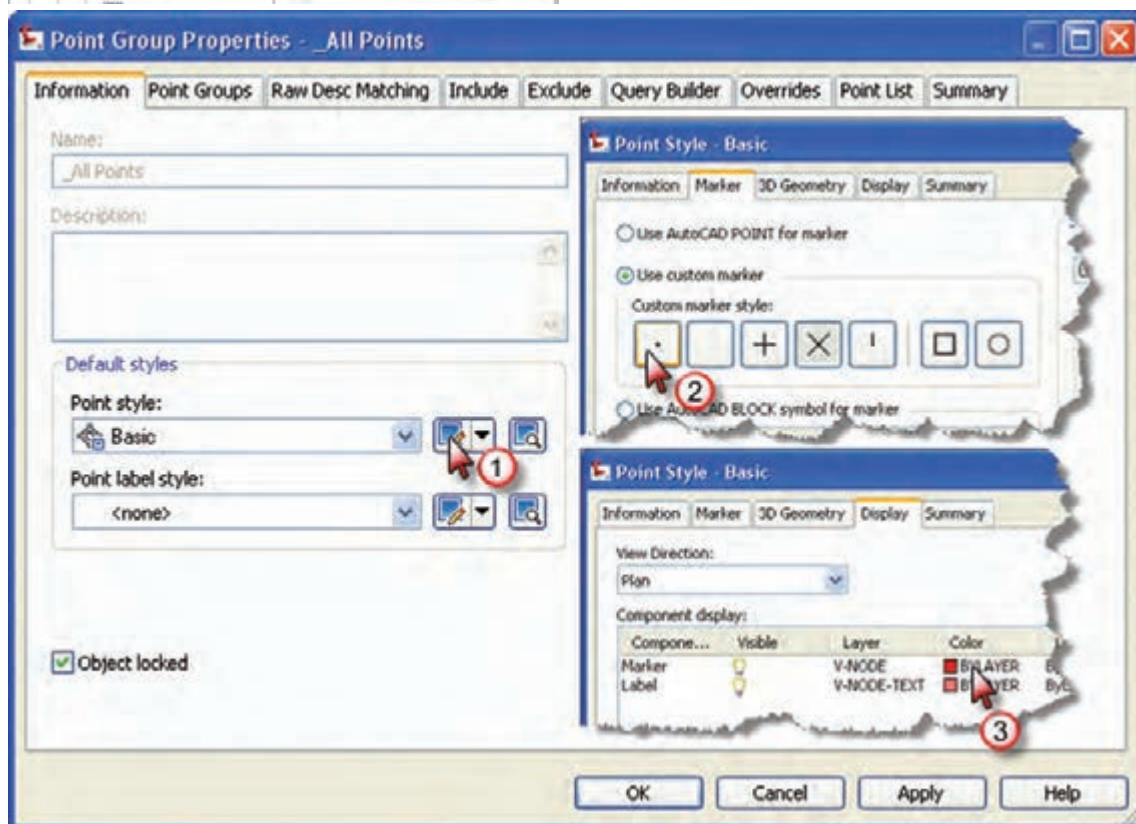 Point Group Properties - _All Points
Information Point Groups Raw Desc Matching Include Exclude Query Builder Overrides Point List Summary
Name:
_All Points
Description:
Default styles
Point style:
Basic
1
Point label style:
<none>
Object locked
Point Style - Basic
Information Marker 3D Geometry Display Summary
Use AutoCAD POINT for marker
Use custom marker
Custom marker style:
2
Use AutoCAD BLOCK symbol for marker
Point Style - Basic
Information Marker 3D Geometry Display Summary
View Direction:
Plan
Component display:
Compone... Visible Layer Color
Marker V-NODE BYLAYER
Label V-NODE-TEXT
3
OK Cancel Apply Help